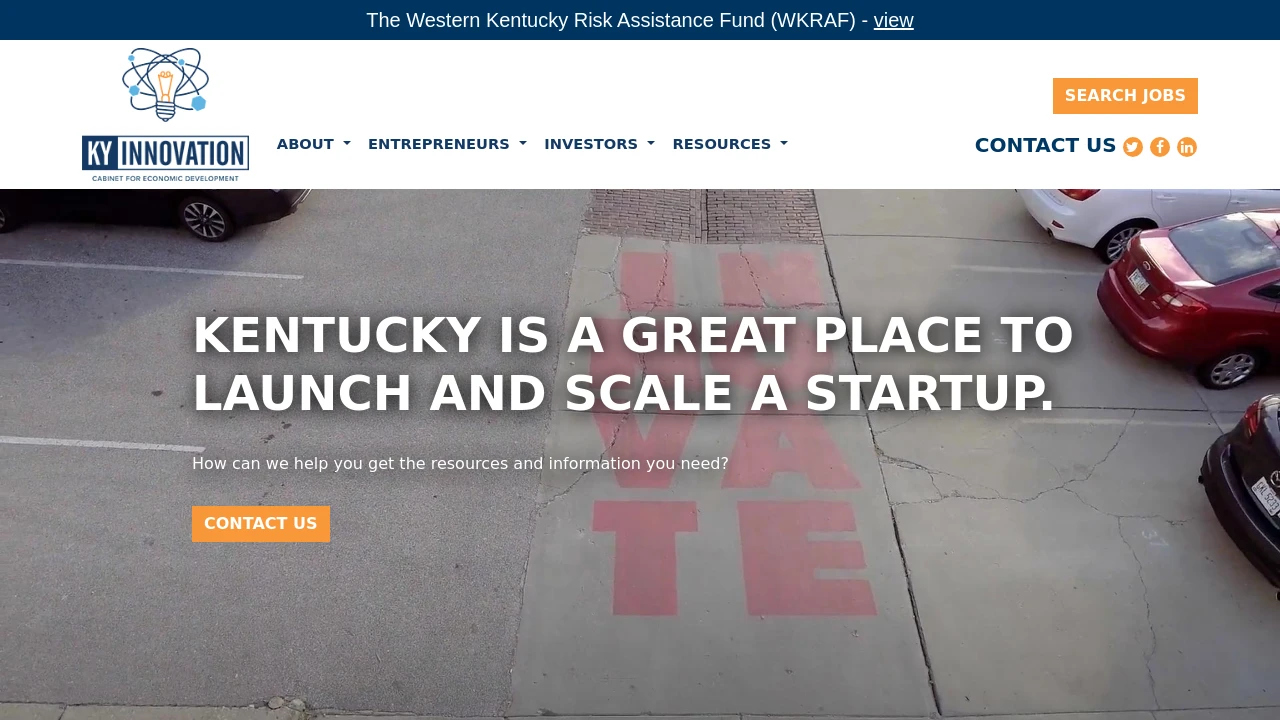 The Western Kentucky Risk Assistance Fund (WKRAF) - view
SEARCH JOBS
KY INNOVATION
CABINET FOR ECONOMIC DEVELOPMENT
ABOUT
ENTREPRENEURS
INVESTORS
RESOURCES
CONTACT US
IN
NO
VA
TE
KENTUCKY IS A GREAT PLACE TO
LAUNCH AND SCALE A STARTUP.
How can we help you get the resources and information you need?
CONTACT US
37